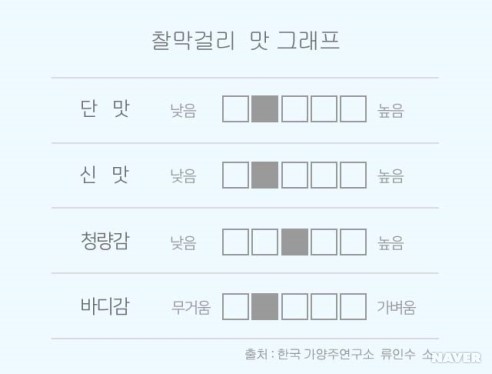 찰막걸리 맛 그래프
단 맛 낮음 높음
신 맛 낮음 높음
청량감 낮음 높음
바디감 무거움 가벼움
출처 : 한국 가양주연구소 류인수 소
NAVER